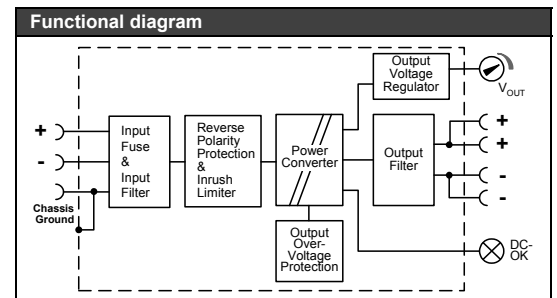 Functional diagram
Output
Voltage
Regulator
VOUT
+
-
Chassis
Ground
Input
Fuse
&
Input
Filter
Reverse
Polarity
Protection
&
Inrush
Limiter
Power
Converter
Output
Filter
+
+
-
-
Output
Over-
Voltage
Protection
DC-
OK